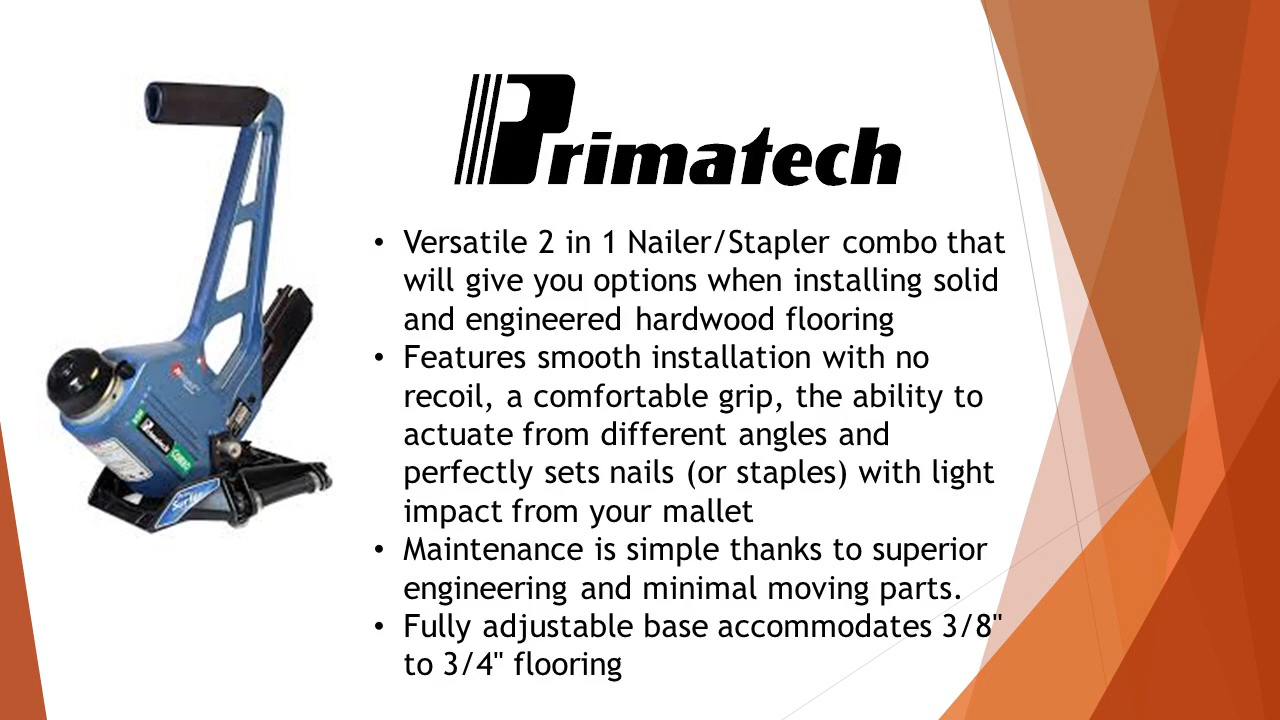 Primatech
• Versatile 2 in 1 Nailer/Stapler combo that
will give you options when installing solid
and engineered hardwood flooring
• Features smooth installation with no
recoil, a comfortable grip, the ability to
actuate from different angles and
perfectly sets nails (or staples) with light
impact from your mallet
• Maintenance is simple thanks to superior
engineering and minimal moving parts.
• Fully adjustable base accommodates 3/8"
to 3/4" flooring
Primatech